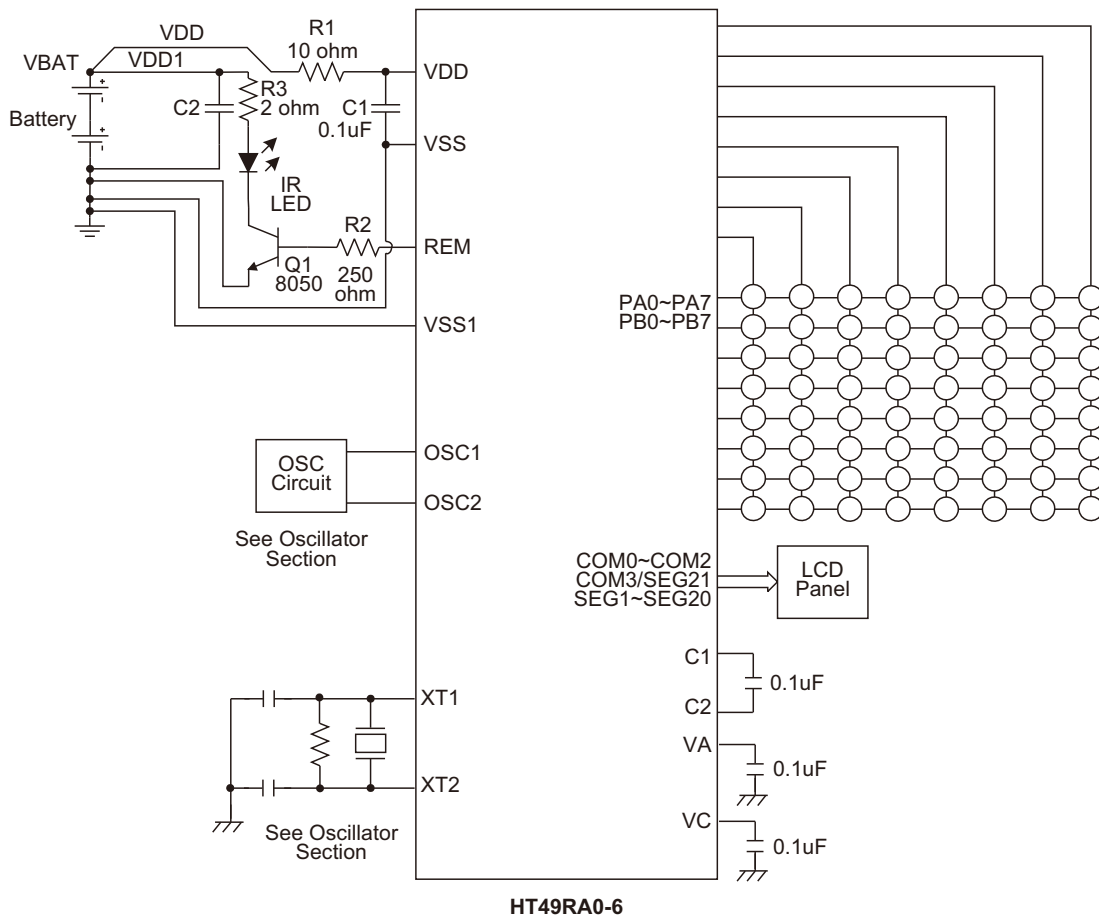 VDD
VBAT
VDD1
R1
10 ohm
VDD
R3
2 ohm
C2
C1
0.1uF
Battery
VSS
IR
LED
R2
REM
Q1
8050
250
ohm
VSS1
PA0~PA7
PB0~PB7
OSC
Circuit
OSC1
OSC2
See Oscillator
Section
COM0~COM2
COM3/SEG21
SEG1~SEG20
LCD
Panel
C1
0.1uF
C2
XT1
VA
0.1uF
XT2
See Oscillator
Section
VC
0.1uF
HT49RA0-6